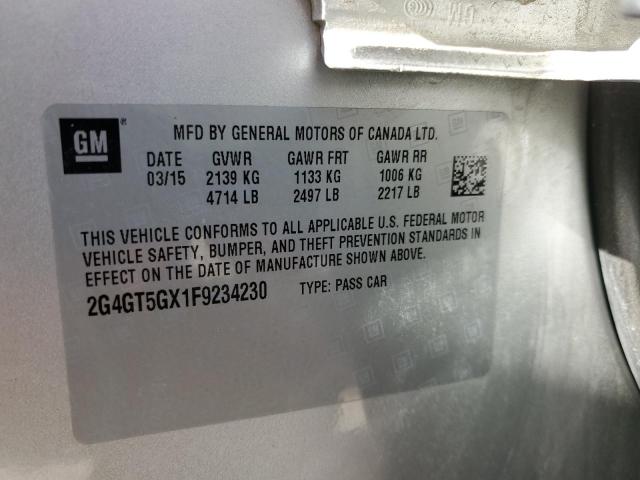 GM
MFD BY GENERAL MOTORS OF CANADA LTD.
DATE GVWR GAWR FRT GAWR RR
03/15 2139 KG 1133 KG 1006 KG
4714 LB 2497 LB 2217 LB
THIS VEHICLE CONFORMS TO ALL APPLICABLE U.S. FEDERAL MOTOR
VEHICLE SAFETY, BUMPER, AND THEFT PREVENTION STANDARDS IN
EFFECT ON THE DATE OF MANUFACTURE SHOWN ABOVE.
2G4GT5GX1F9234230 TYPE: PASS CAR